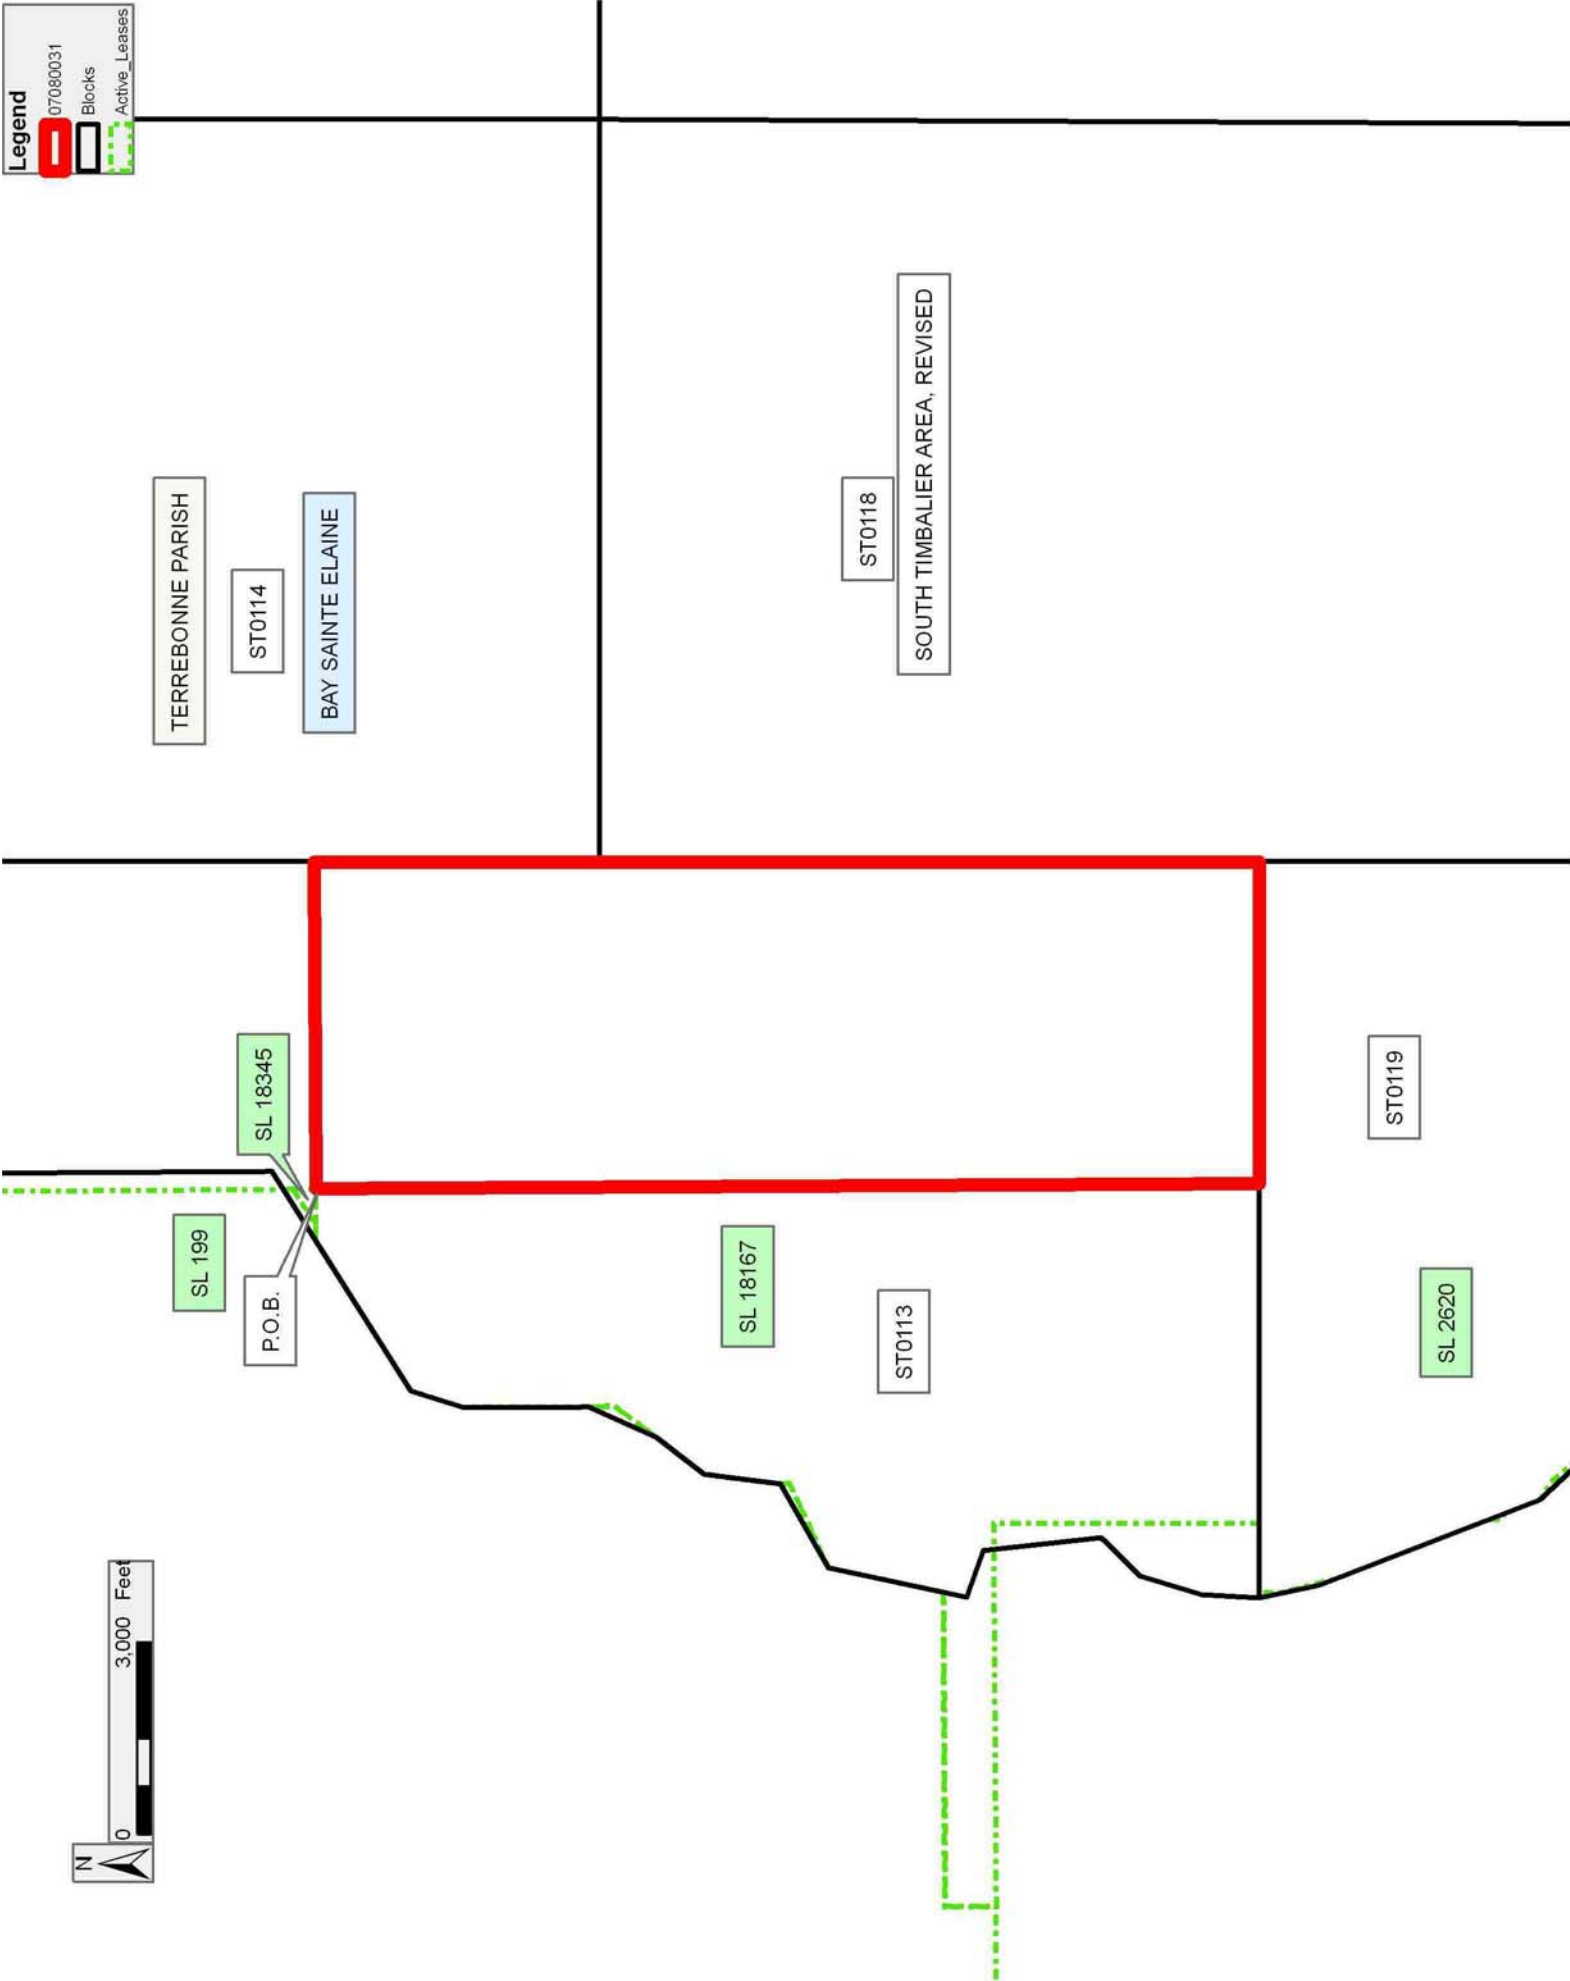 Legend
07080031
Blocks
Active_Leases
TERREBONNE PARISH
ST0114
BAY SAINTE ELAINE
ST0118
SOUTH TIMBALIER AREA, REVISED
SL 18345
SL 199
P.O.B.
SL 18167
ST0113
ST0119
SL 2620
N
0 3,000 Feet